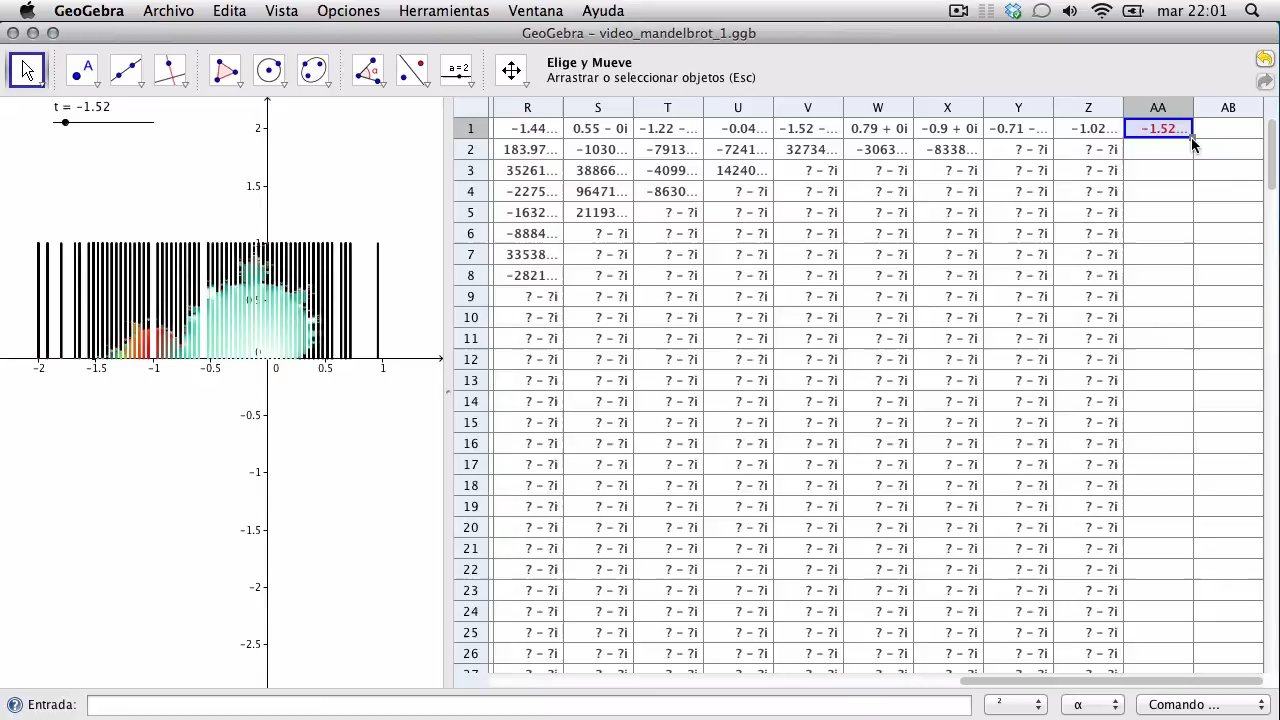 GeoGebra Archivo Edita Vista Opciones Herramientas Ventana Ayuda mar 22:01
GeoGebra - video_mandelbrot_1.ggb
A α a=2 Elige y Mueve
Arrastrar o seleccionar objetos (Esc)
t = -1.52
2
1.5
1
0.5
0
-2 -1.5 -1 -0.5 0 0.5 1
-0.5
-1
-1.5
-2
-2.5
R S T U V W X Y Z AA AB
1 -1.44... 0.55 - 0i -1.22 -... -0.04... -1.52 -... 0.79 + 0i -0.9 + 0i -0.71 -... -1.02... -1.52...
2 183.97... -1030... -7913... -7241... 32734... -3063... -8338... ? - ?i ? - ?i
3 35261... 38866... -4099... 14240... ? - ?i ? - ?i ? - ?i ? - ?i ? - ?i
4 -2275... 96471... -8630... ? - ?i ? - ?i ? - ?i ? - ?i ? - ?i ? - ?i
5 -1632... 21193... ? - ?i ? - ?i ? - ?i ? - ?i ? - ?i ? - ?i ? - ?i
6 -8884... ? - ?i ? - ?i ? - ?i ? - ?i ? - ?i ? - ?i ? - ?i ? - ?i
7 33538... ? - ?i ? - ?i ? - ?i ? - ?i ? - ?i ? - ?i ? - ?i ? - ?i
8 -2821... ? - ?i ? - ?i ? - ?i ? - ?i ? - ?i ? - ?i ? - ?i ? - ?i
9 ? - ?i ? - ?i ? - ?i ? - ?i ? - ?i ? - ?i ? - ?i ? - ?i ? - ?i
10 ? - ?i ? - ?i ? - ?i ? - ?i ? - ?i ? - ?i ? - ?i ? - ?i ? - ?i
11 ? - ?i ? - ?i ? - ?i ? - ?i ? - ?i ? - ?i ? - ?i ? - ?i ? - ?i
12 ? - ?i ? - ?i ? - ?i ? - ?i ? - ?i ? - ?i ? - ?i ? - ?i ? - ?i
13 ? - ?i ? - ?i ? - ?i ? - ?i ? - ?i ? - ?i ? - ?i ? - ?i ? - ?i
14 ? - ?i ? - ?i ? - ?i ? - ?i ? - ?i ? - ?i ? - ?i ? - ?i ? - ?i
15 ? - ?i ? - ?i ? - ?i ? - ?i ? - ?i ? - ?i ? - ?i ? - ?i ? - ?i
16 ? - ?i ? - ?i ? - ?i ? - ?i ? - ?i ? - ?i ? - ?i ? - ?i ? - ?i
17 ? - ?i ? - ?i ? - ?i ? - ?i ? - ?i ? - ?i ? - ?i ? - ?i ? - ?i
18 ? - ?i ? - ?i ? - ?i ? - ?i ? - ?i ? - ?i ? - ?i ? - ?i ? - ?i
19 ? - ?i ? - ?i ? - ?i ? - ?i ? - ?i ? - ?i ? - ?i ? - ?i ? - ?i
20 ? - ?i ? - ?i ? - ?i ? - ?i ? - ?i ? - ?i ? - ?i ? - ?i ? - ?i
21 ? - ?i ? - ?i ? - ?i ? - ?i ? - ?i ? - ?i ? - ?i ? - ?i ? - ?i
22 ? - ?i ? - ?i ? - ?i ? - ?i ? - ?i ? - ?i ? - ?i ? - ?i ? - ?i
23 ? - ?i ? - ?i ? - ?i ? - ?i ? - ?i ? - ?i ? - ?i ? - ?i ? - ?i
24 ? - ?i ? - ?i ? - ?i ? - ?i ? - ?i ? - ?i ? - ?i ? - ?i ? - ?i
25 ? - ?i ? - ?i ? - ?i ? - ?i ? - ?i ? - ?i ? - ?i ? - ?i ? - ?i
26 ? - ?i ? - ?i ? - ?i ? - ?i ? - ?i ? - ?i ? - ?i ? - ?i ? - ?i
? Entrada: ² α Comando ...